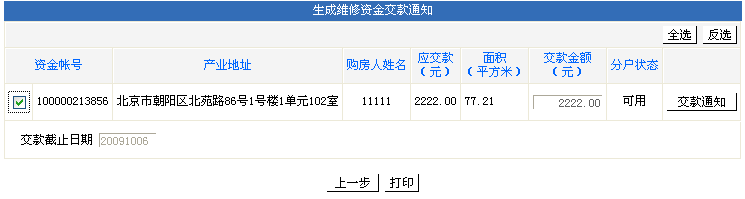 生成维修资金交款通知
全选 反选
资金帐号 产业地址 购房人姓名 应交款（元） 面积（平方米） 交款金额（元） 分户状态
100000213856 北京市朝阳区北苑路86号1号楼1单元102室 11111 2222.00 77.21 2222.00 可用 交款通知
交款截止日期 20091006
上一步 打印